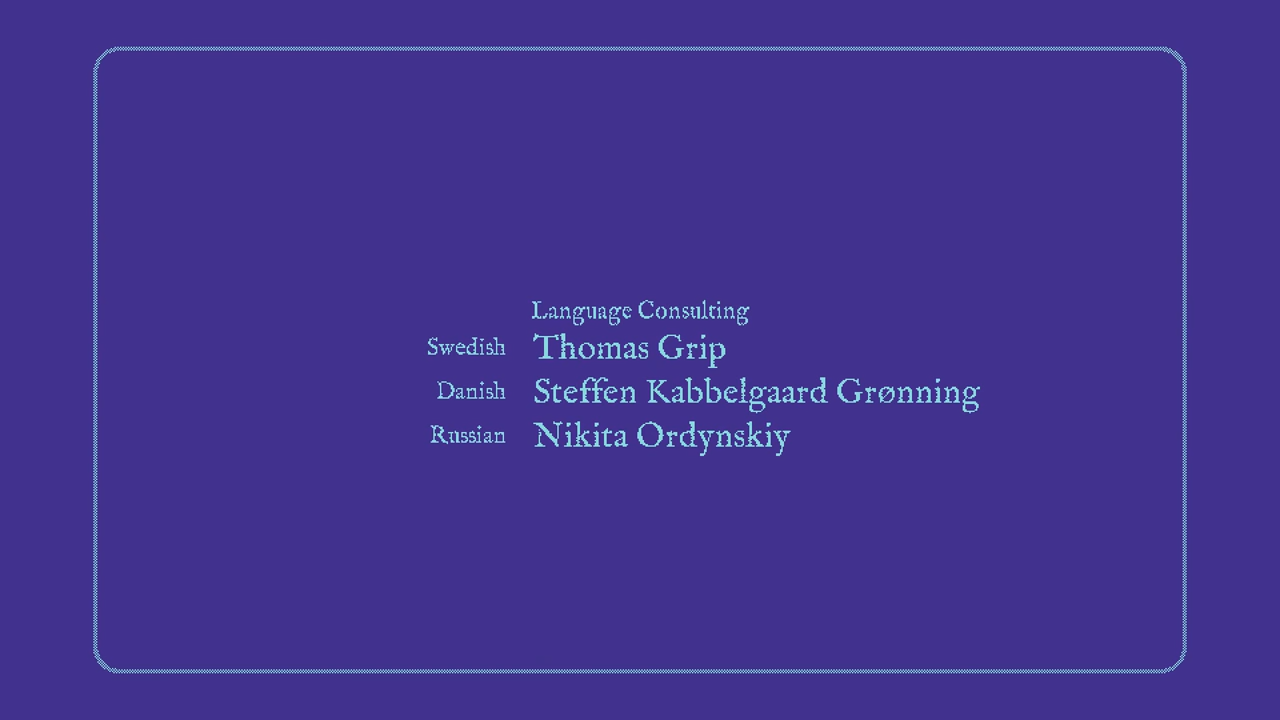 Language Consulting
Swedish Thomas Grip
Danish Steffen Kabbelgaard Grønning
Russian Nikita Ordynskiy